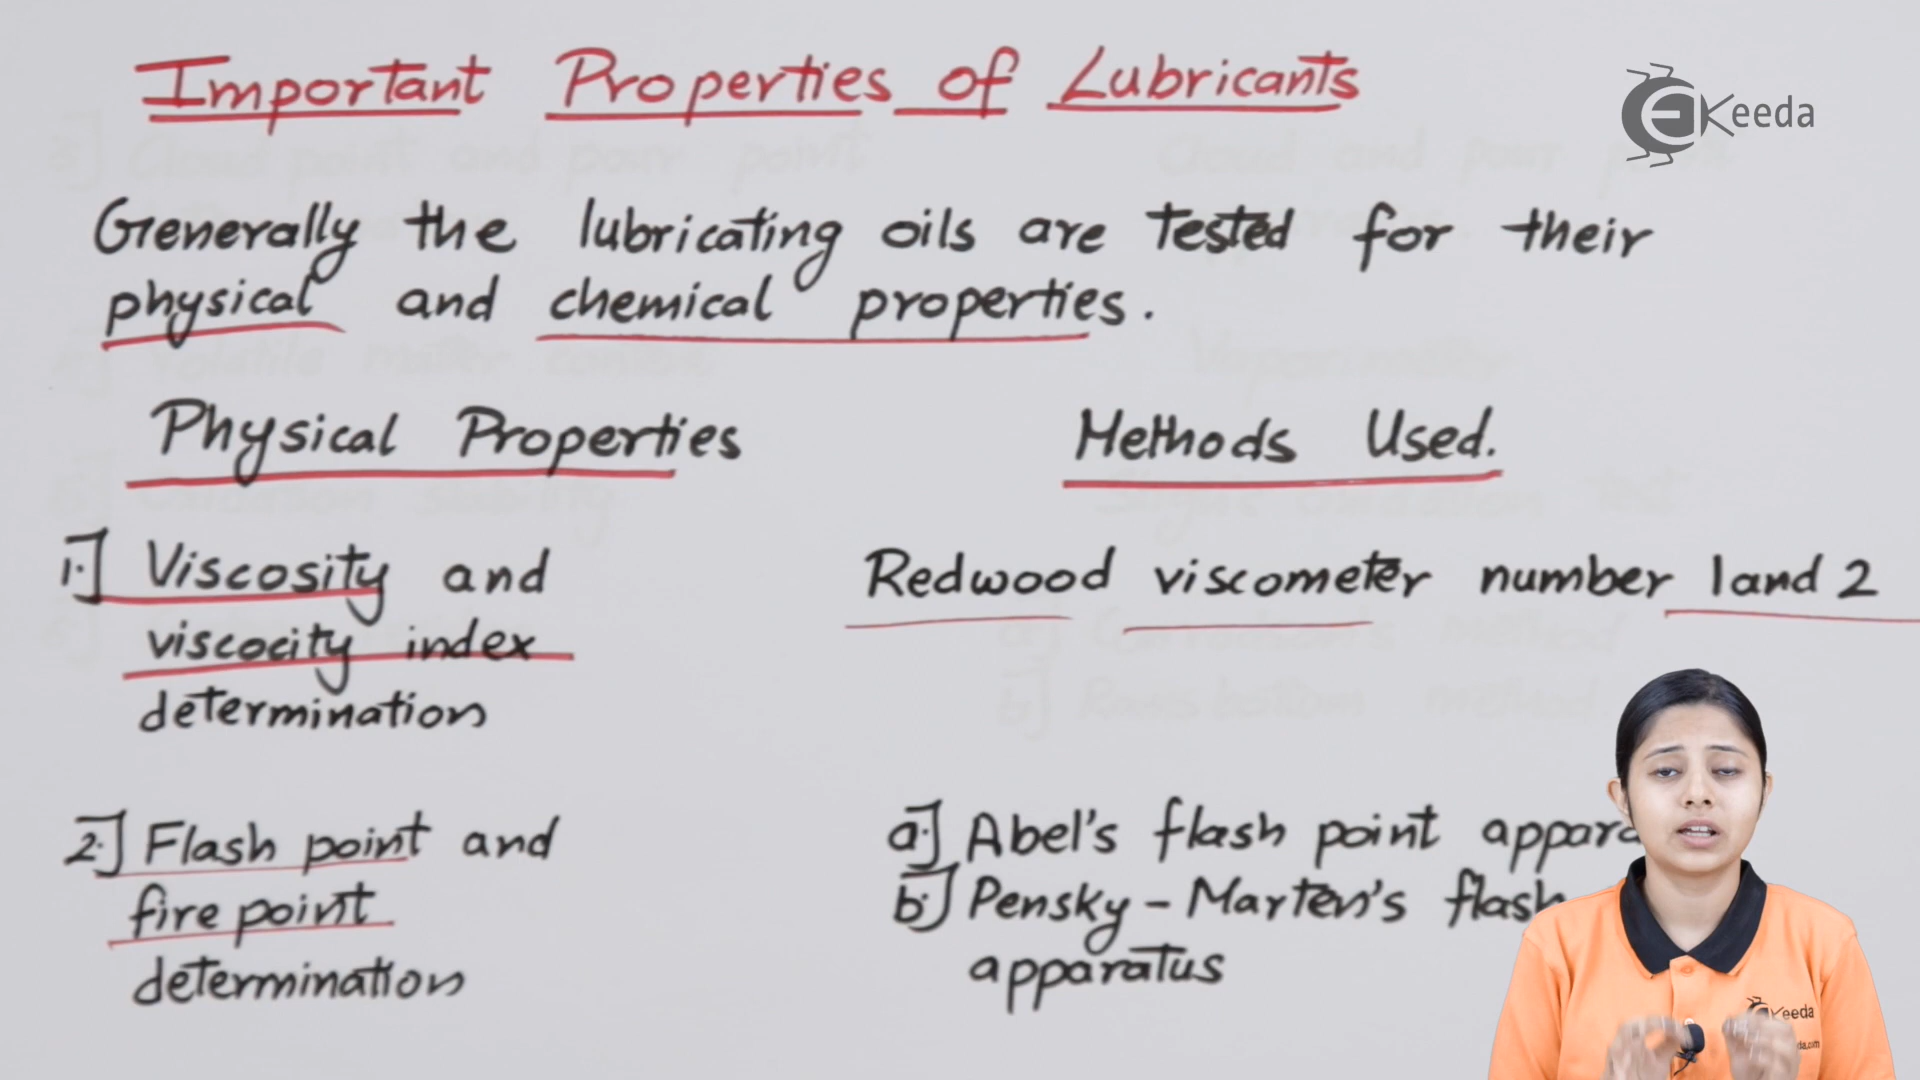 Important Properties of Lubricants
EKeeda
Generally the lubricating oils are tested for their
physical and chemical properties.
Physical Properties Methods Used.
1.] Viscosity and Redwood viscometer number 1 and 2
viscocity index
determination
2.] Flash point and a.] Abel's flash point
fire point b.] Pensky - Marten's flash
determination apparatus
Keeda